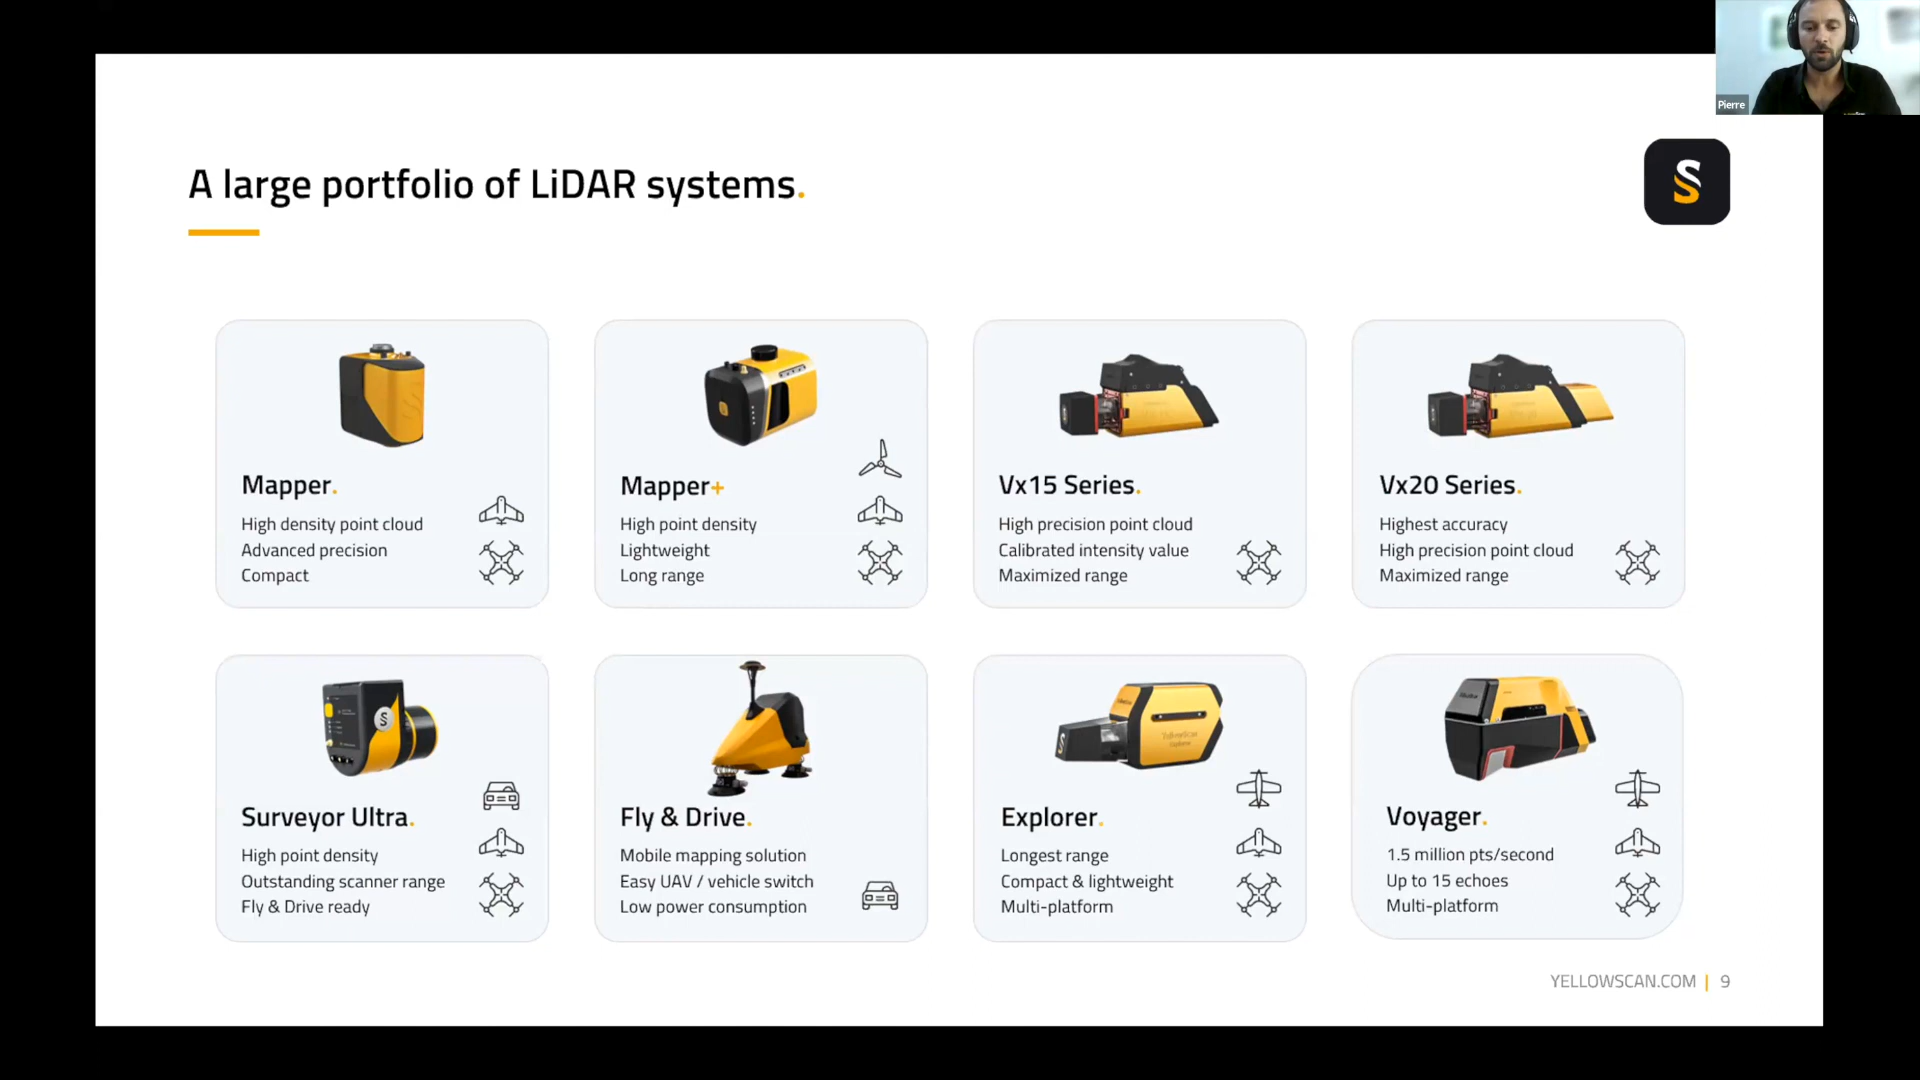 Pierre
A large portfolio of LiDAR systems.
Mapper.
High density point cloud
Advanced precision
Compact
Mapper+
High point density
Lightweight
Long range
Vx15 Series.
High precision point cloud
Calibrated intensity value
Maximized range
Vx20 Series.
Highest accuracy
High precision point cloud
Maximized range
Surveyor Ultra.
High point density
Outstanding scanner range
Fly & Drive ready
Fly & Drive.
Mobile mapping solution
Easy UAV / vehicle switch
Low power consumption
YellowScan
Explorer
Explorer.
Longest range
Compact & lightweight
Multi-platform
Voyager.
1.5 million pts/second
Up to 15 echoes
Multi-platform
YELLOWSCAN.COM | 9